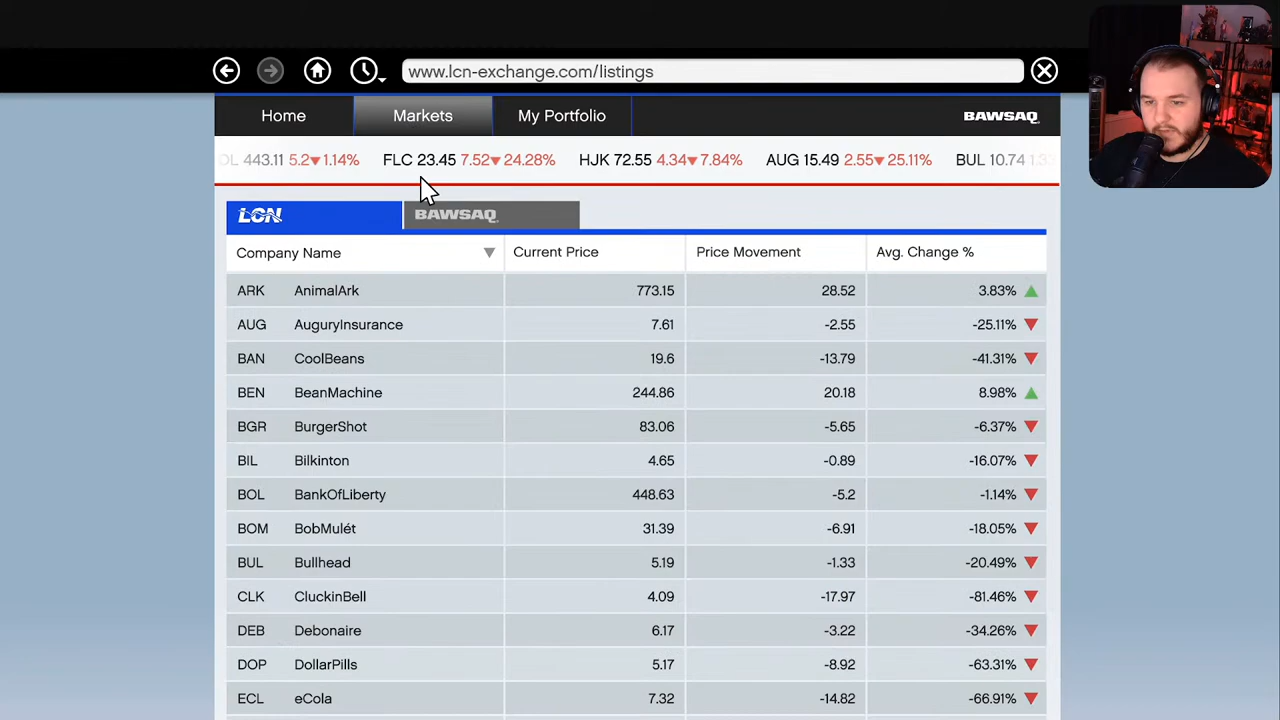 www.lcn-exchange.com/listings
Home Markets My Portfolio BAWSAQ
OL 443.11 5.2▼1.14% FLC 23.45 7.52▼24.28% HJK 72.55 4.34▼7.84% AUG 15.49 2.55▼25.11% BUL 10.74
LCN BAWSAQ
Company Name ▼ Current Price Price Movement Avg. Change %
ARK AnimalArk 773.15 28.52 3.83% ▲
AUG AuguryInsurance 7.61 -2.55 -25.11% ▼
BAN CoolBeans 19.6 -13.79 -41.31% ▼
BEN BeanMachine 244.86 20.18 8.98% ▲
BGR BurgerShot 83.06 -5.65 -6.37% ▼
BIL Bilkinton 4.65 -0.89 -16.07% ▼
BOL BankOfLiberty 448.63 -5.2 -1.14% ▼
BOM BobMulét 31.39 -6.91 -18.05% ▼
BUL Bullhead 5.19 -1.33 -20.49% ▼
CLK CluckinBell 4.09 -17.97 -81.46% ▼
DEB Debonaire 6.17 -3.22 -34.26% ▼
DOP DollarPills 5.17 -8.92 -63.31% ▼
ECL eCola 7.32 -14.82 -66.91% ▼